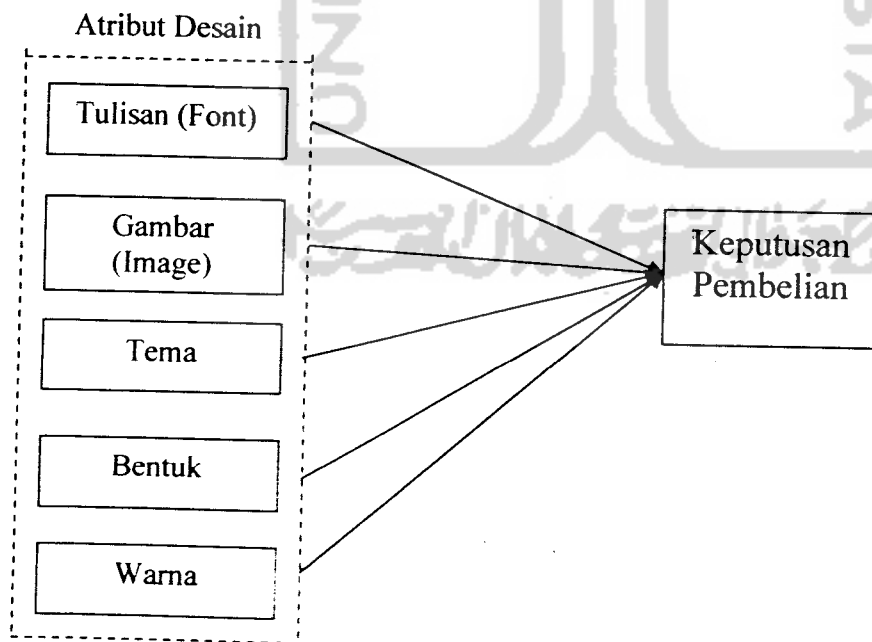 Atribut Desain
Tulisan (Font)
Gambar
(Image)
Tema
Bentuk
Warna
Keputusan
Pembelian